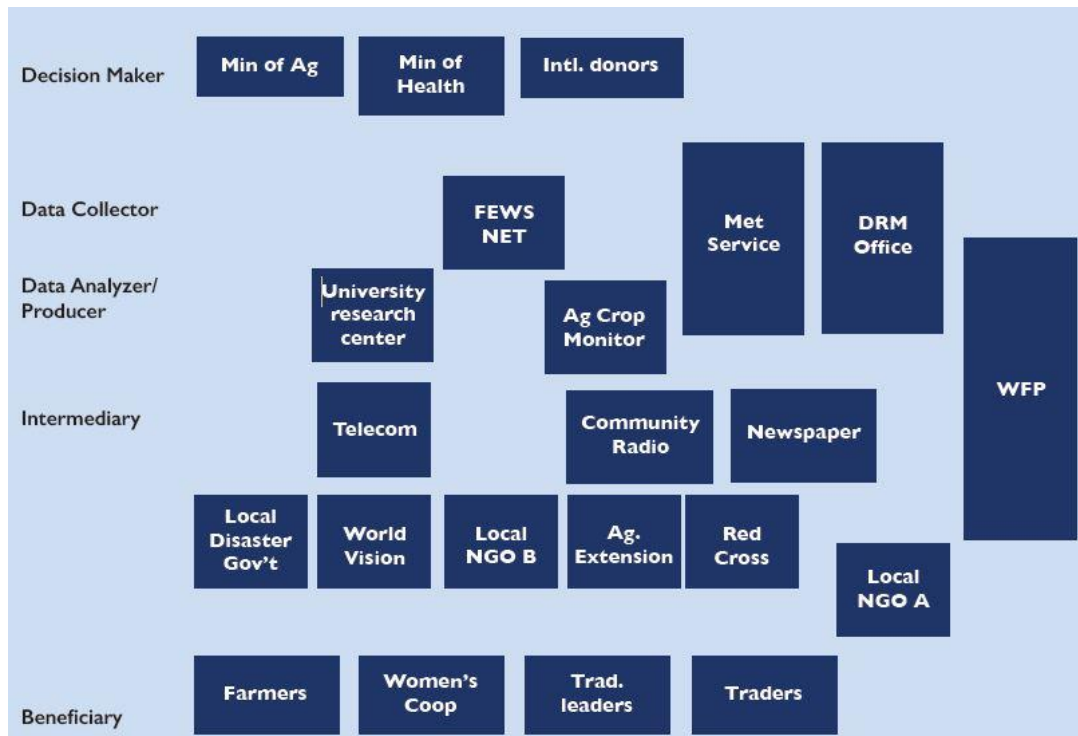 Decision Maker
Min of Ag
Min of
Health
Intl. donors
Data Collector
FEWS
NET
Met
Service
DRM
Office
Data Analyzer/
Producer
University
research
center
Ag Crop
Monitor
WFP
Intermediary
Telecom
Community
Radio
Newspaper
Local
Disaster
Gov't
World
Vision
Local
NGO B
Ag.
Extension
Red
Cross
Local
NGO A
Beneficiary
Farmers
Women's
Coop
Trad.
leaders
Traders